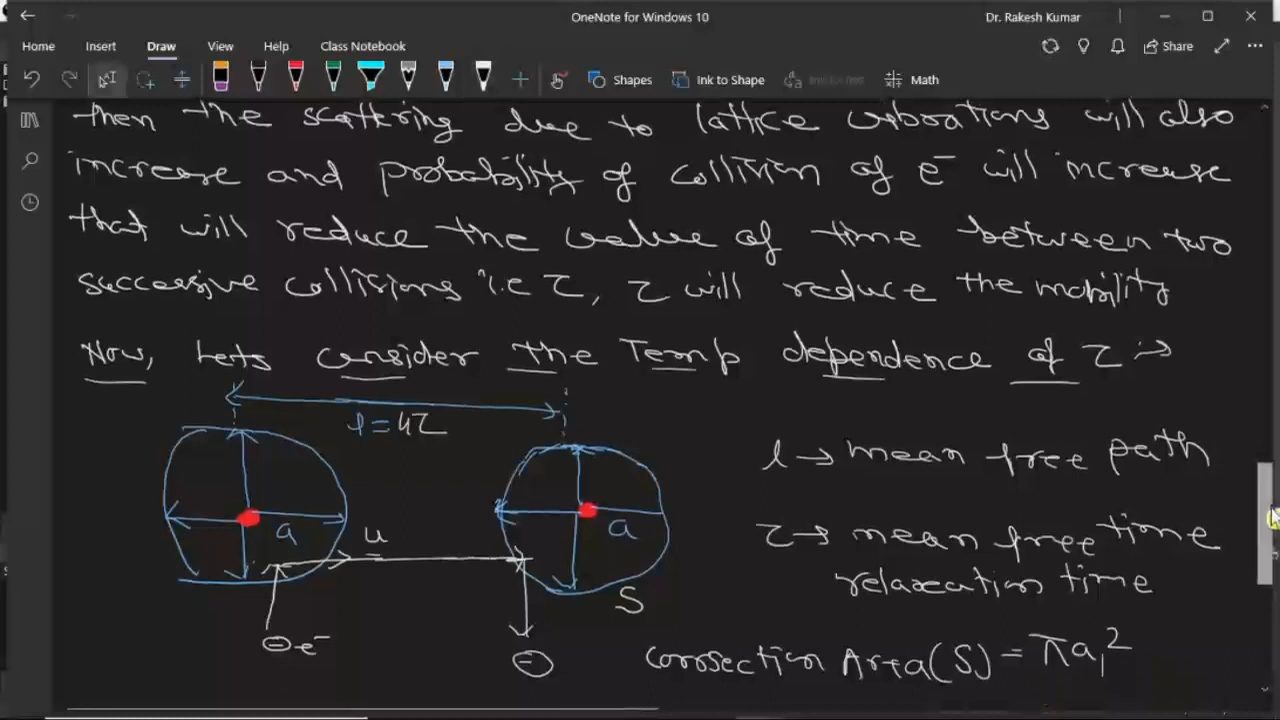 OneNote for Windows 10
Dr. Rakesh Kumar
Home Insert Draw View Help Class Notebook
Share
Shapes Ink to Shape Math
then the scattering due to lattice vibrations will also
increase and probability of collision of e⁻ will increase
that will reduce the value of time between two
successive collisions i.e τ, τ will reduce the mobility
Now, Lets consider the Temp dependence of τ ⇒
l = uτ
l → mean free path
a
a
u
τ → mean free time
relaxation time
S
⊖ e⁻
⊖
Corrsection Area (S) = πa₁²